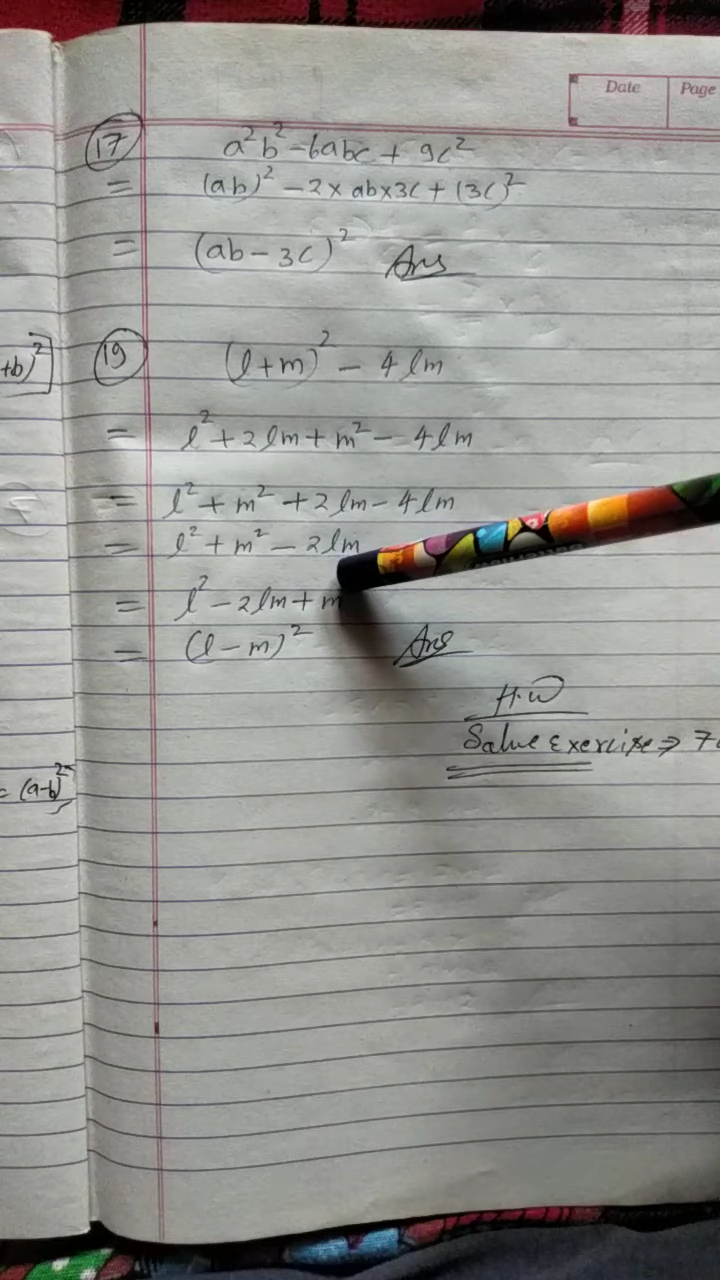 Date Page
17 a²b² - 6abc + 9c²
= (ab)² - 2 × ab × 3c + (3c)²
= (ab - 3c)² Ans
+b)²
19 (l+m)² - 4lm
= l² + 2lm + m² - 4lm
= l² + m² + 2lm - 4lm
= l² + m² - 2lm
= l² - 2lm + m
= (l - m)² Ans
H.W
Solve Exercise ⇒ 7
= (a-b)²